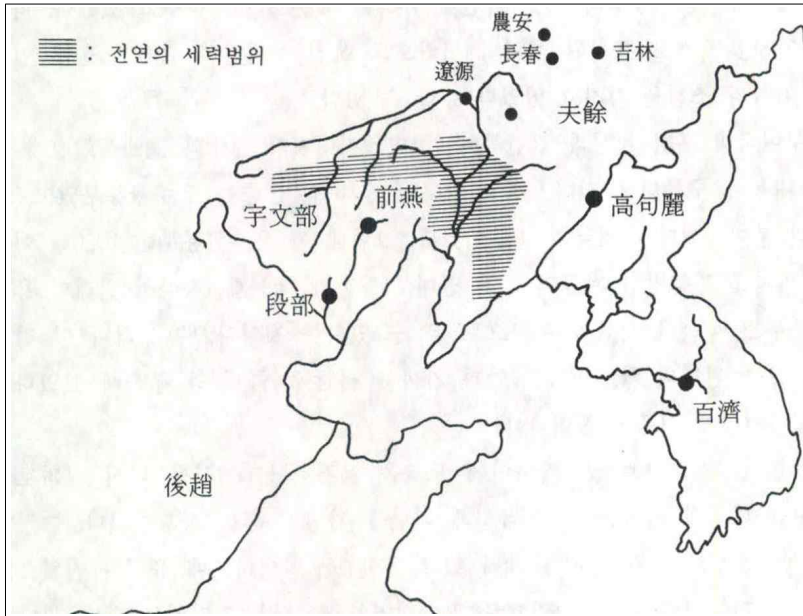 農安
長春
吉林
: 전연의 세력범위
遼源
夫餘
前燕
宇文部
高句麗
段部
百濟
後趙